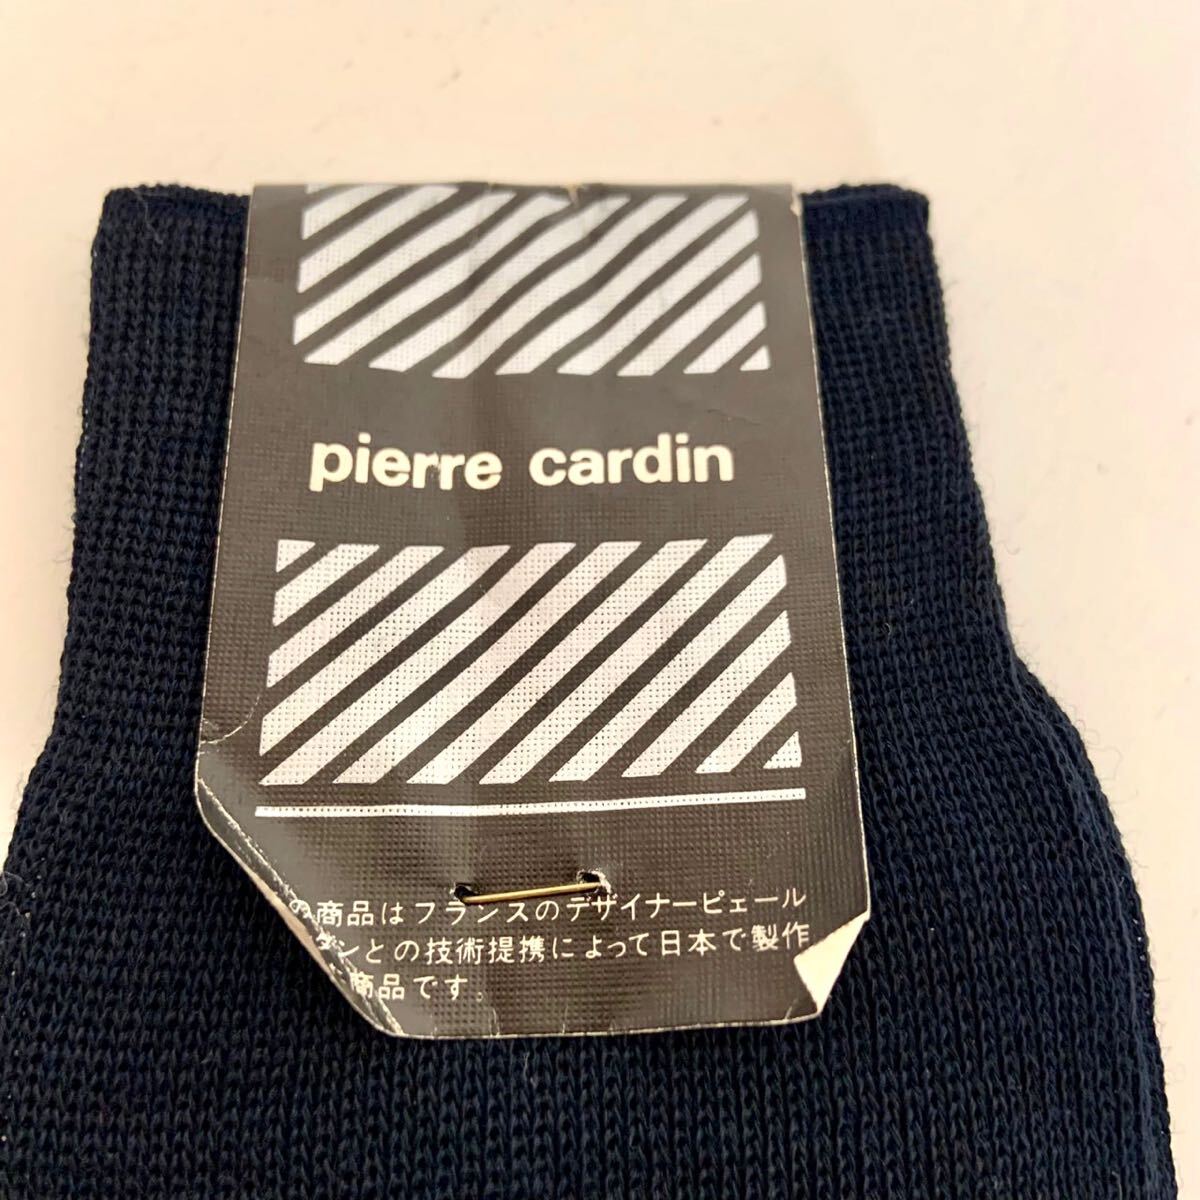 pierre cardin
の商品はフランスのデザイナーピェール
ダンとの技術提携によって日本で製作
商品です。